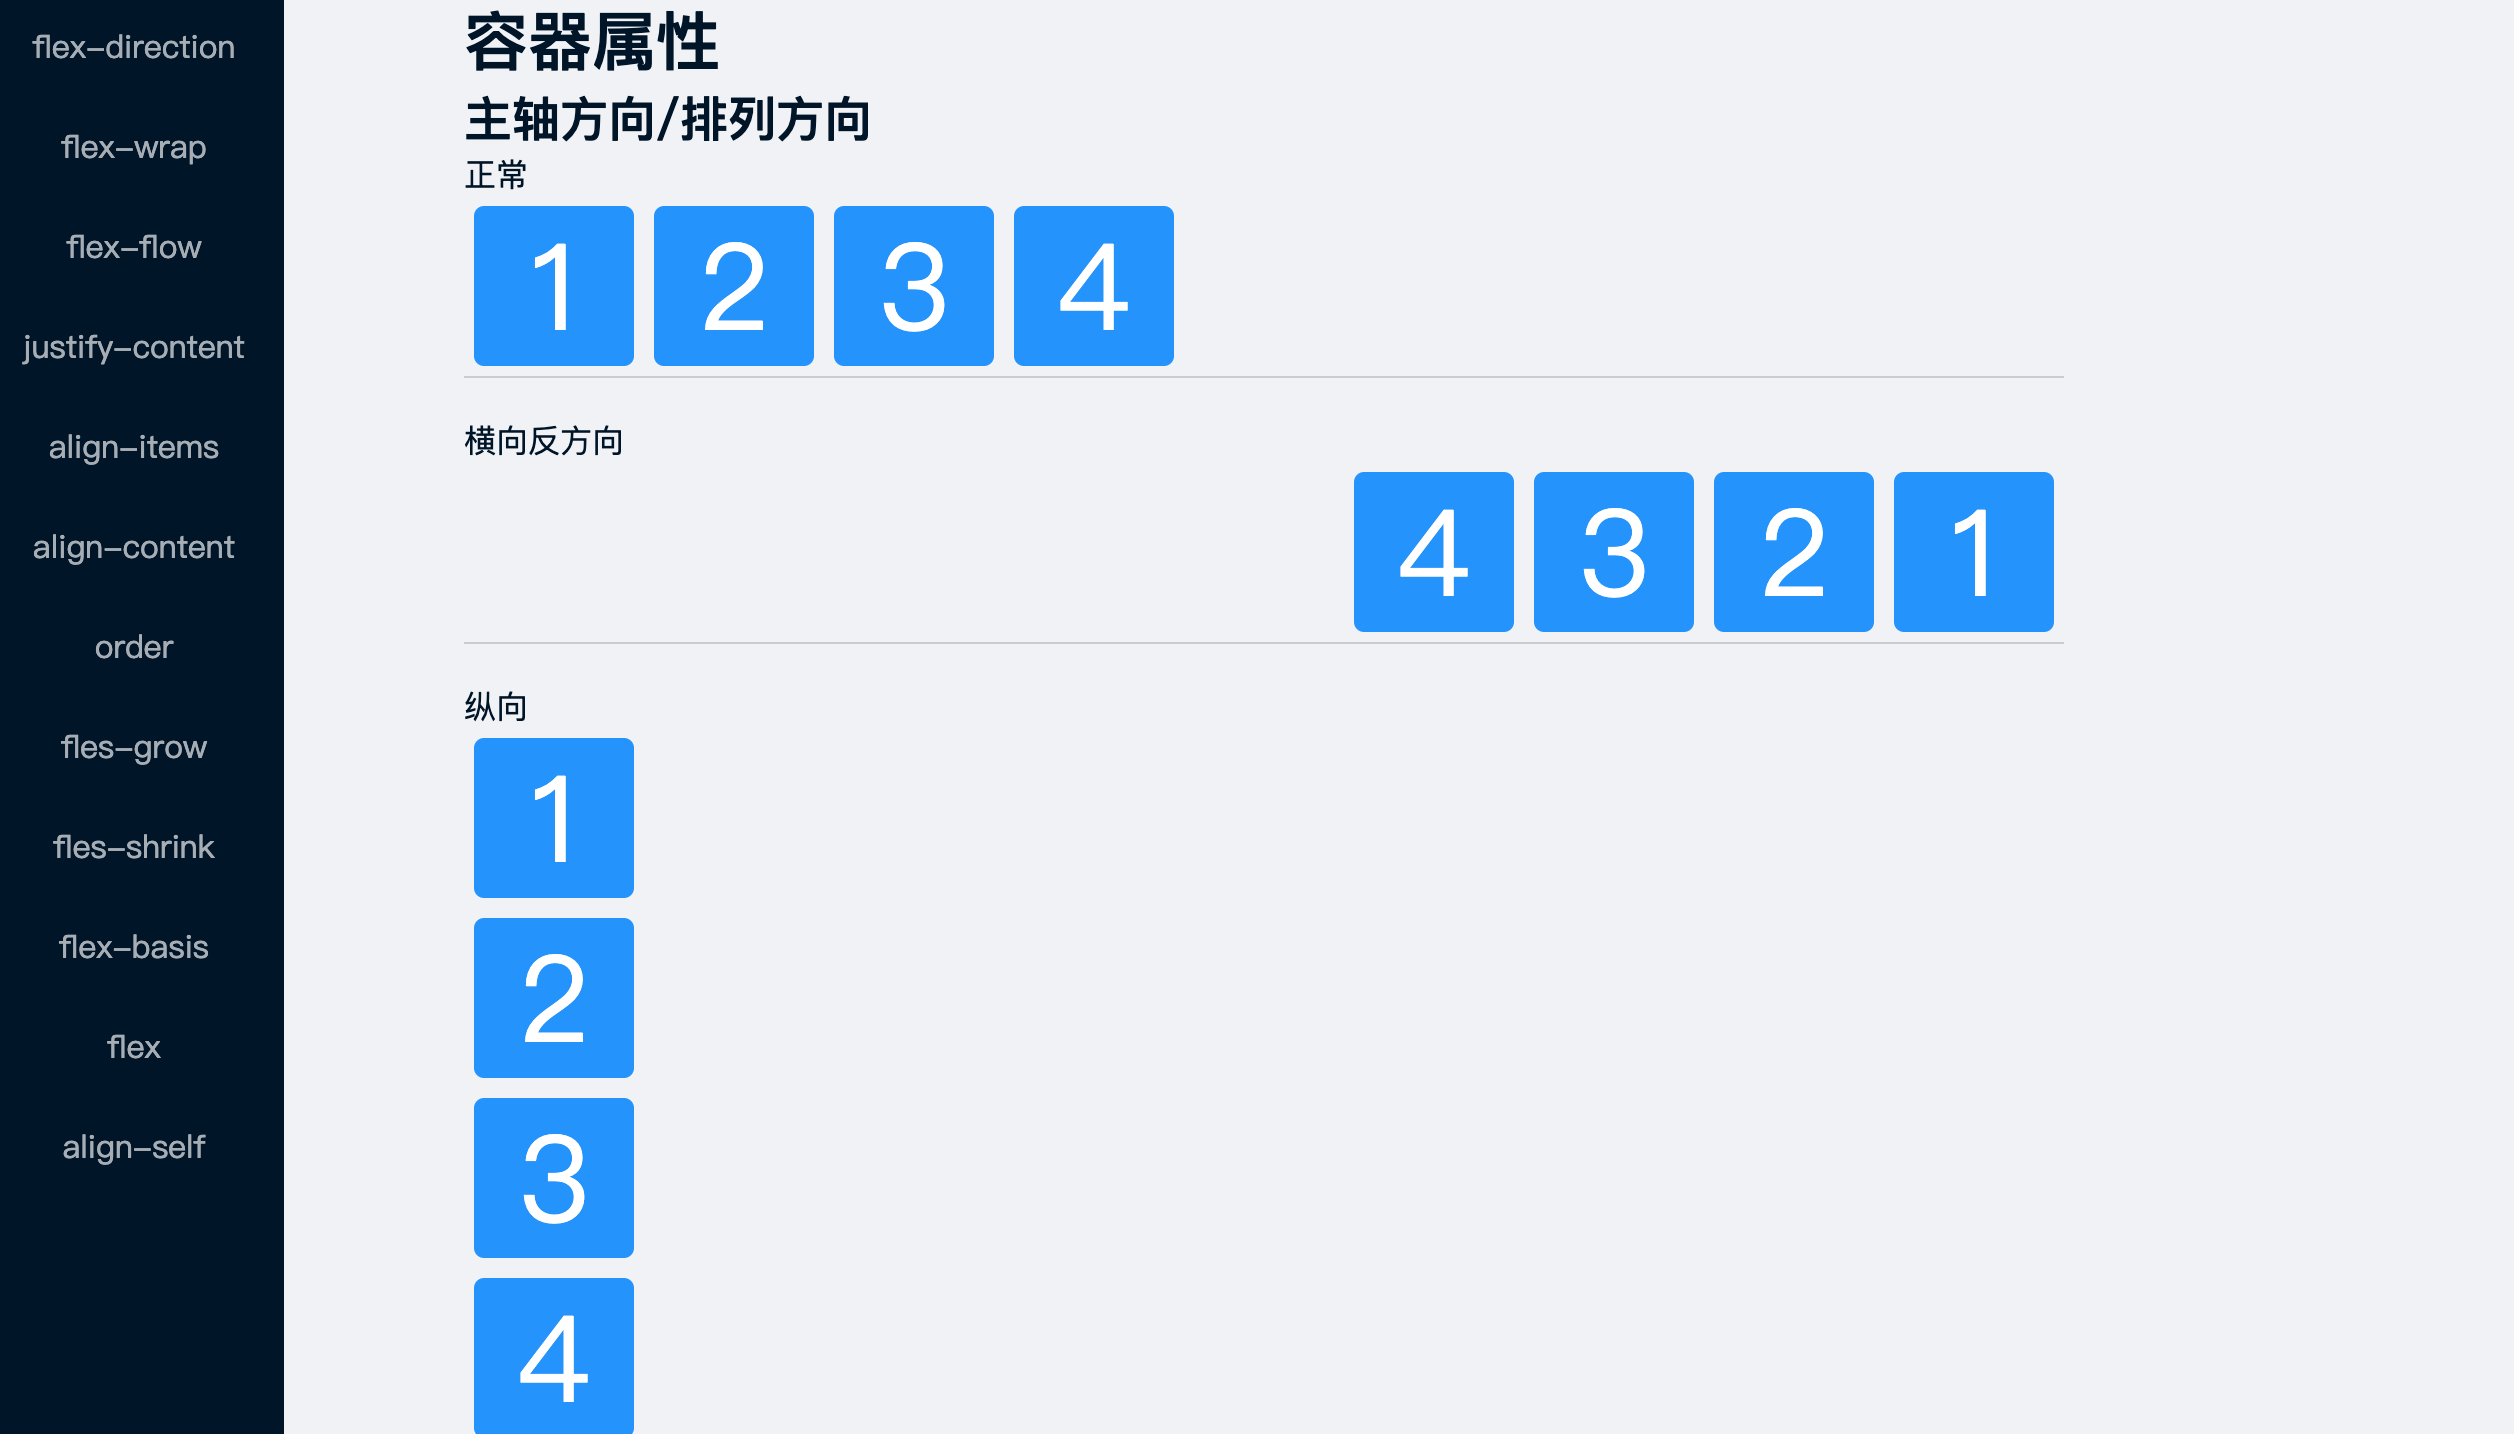 flex-direction
flex-wrap
flex-flow
justify-content
align-items
align-content
order
fles-grow
fles-shrink
flex-basis
flex
align-self
容器属性
主轴方向/排列方向
正常
1 2 3 4
横向反方向
4 3 2 1
纵向
1
2
3
4